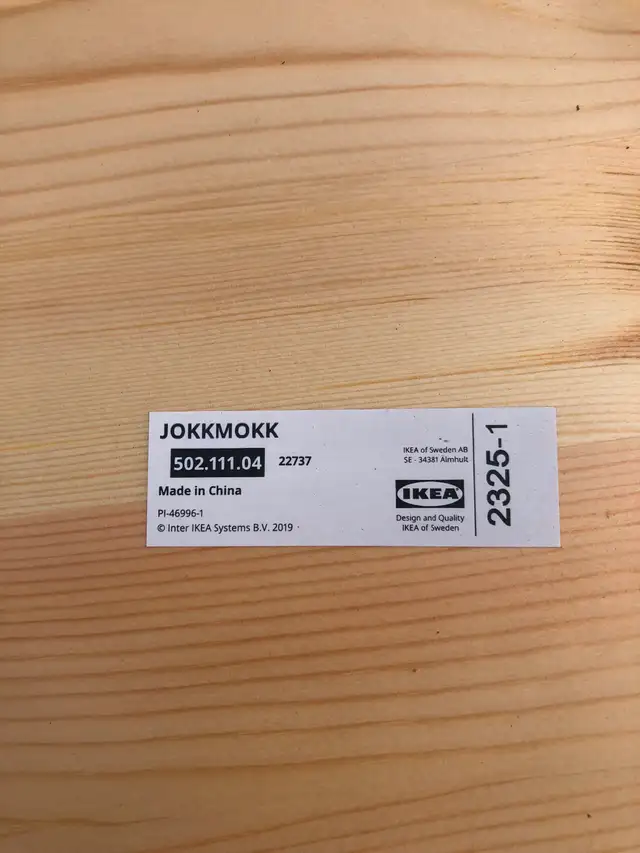 JOKKMOKK
502.111.04 22737
Made in China
PI-46996-1
© Inter IKEA Systems B.V. 2019
IKEA of Sweden AB
SE - 34381 Älmhult
IKEA
Design and Quality
IKEA of Sweden
2325-1